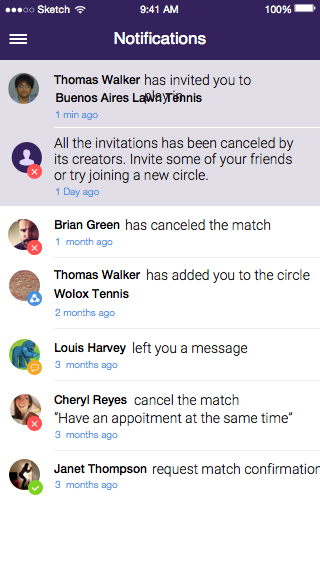 Sketch 9:41 AM 100%
Notifications
Thomas Walker has invited you to
play in
Buenos Aires Lawn Tennis
1 min ago
All the invitations has been canceled by
its creators. Invite some of your friends
or try joining a new circle.
1 Day ago
Brian Green has canceled the match
1 month ago
Thomas Walker has added you to the circle
Wolox Tennis
2 months ago
Louis Harvey left you a message
3 months ago
Cheryl Reyes cancel the match
"Have an appoitment at the same time"
3 months ago
Janet Thompson request match confirmation
3 months ago